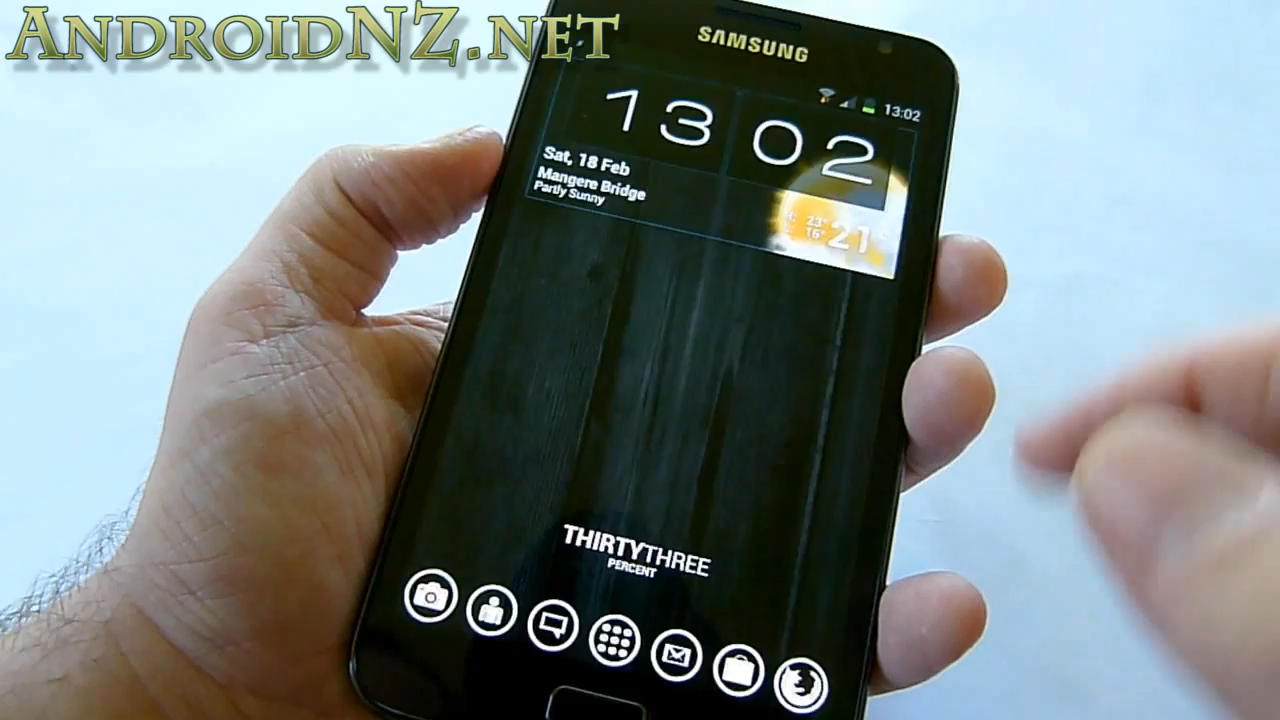 ANDROIDNZ.NET
SAMSUNG
13:02
13 02
Sat, 18 Feb
Mangere Bridge
Partly Sunny
23°
16°
21°
THIRTYTHREE
PERCENT